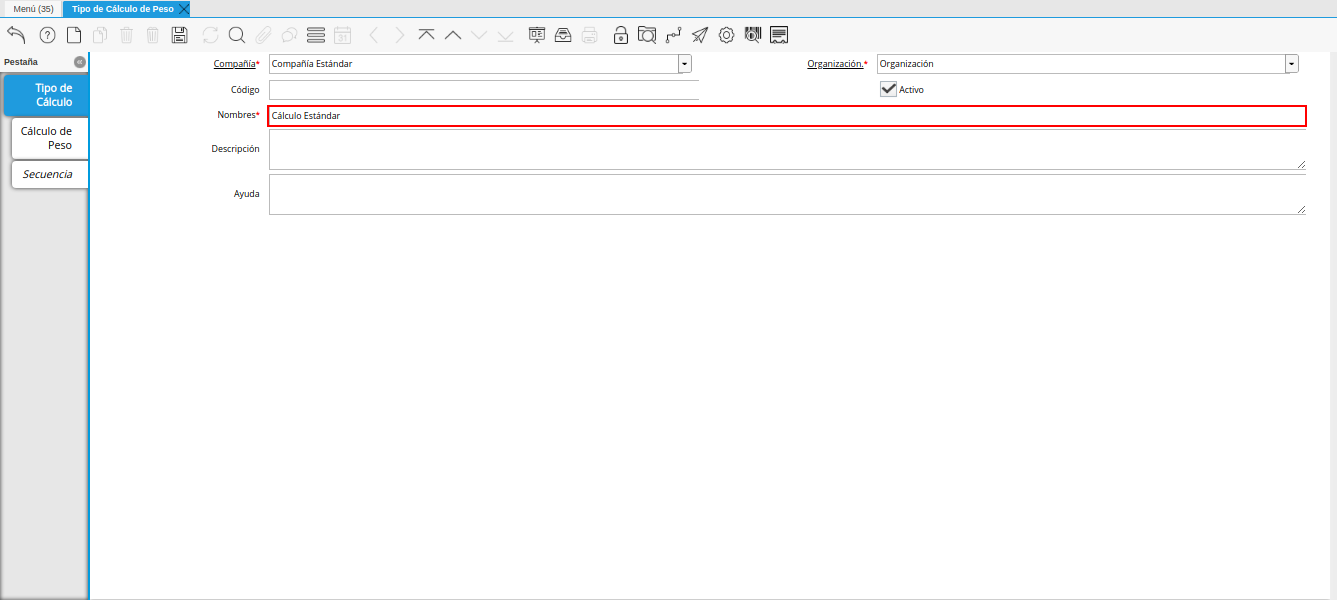 Menú (35)
Tipo de Cálculo de Peso
31
Pestaña
Tipo de
Cálculo
Cálculo de
Peso
Secuencia
Compañía* Compañía Estándar
Organización.* Organización
Código
Activo
Nombres* Cálculo Estándar
Descripción
Ayuda